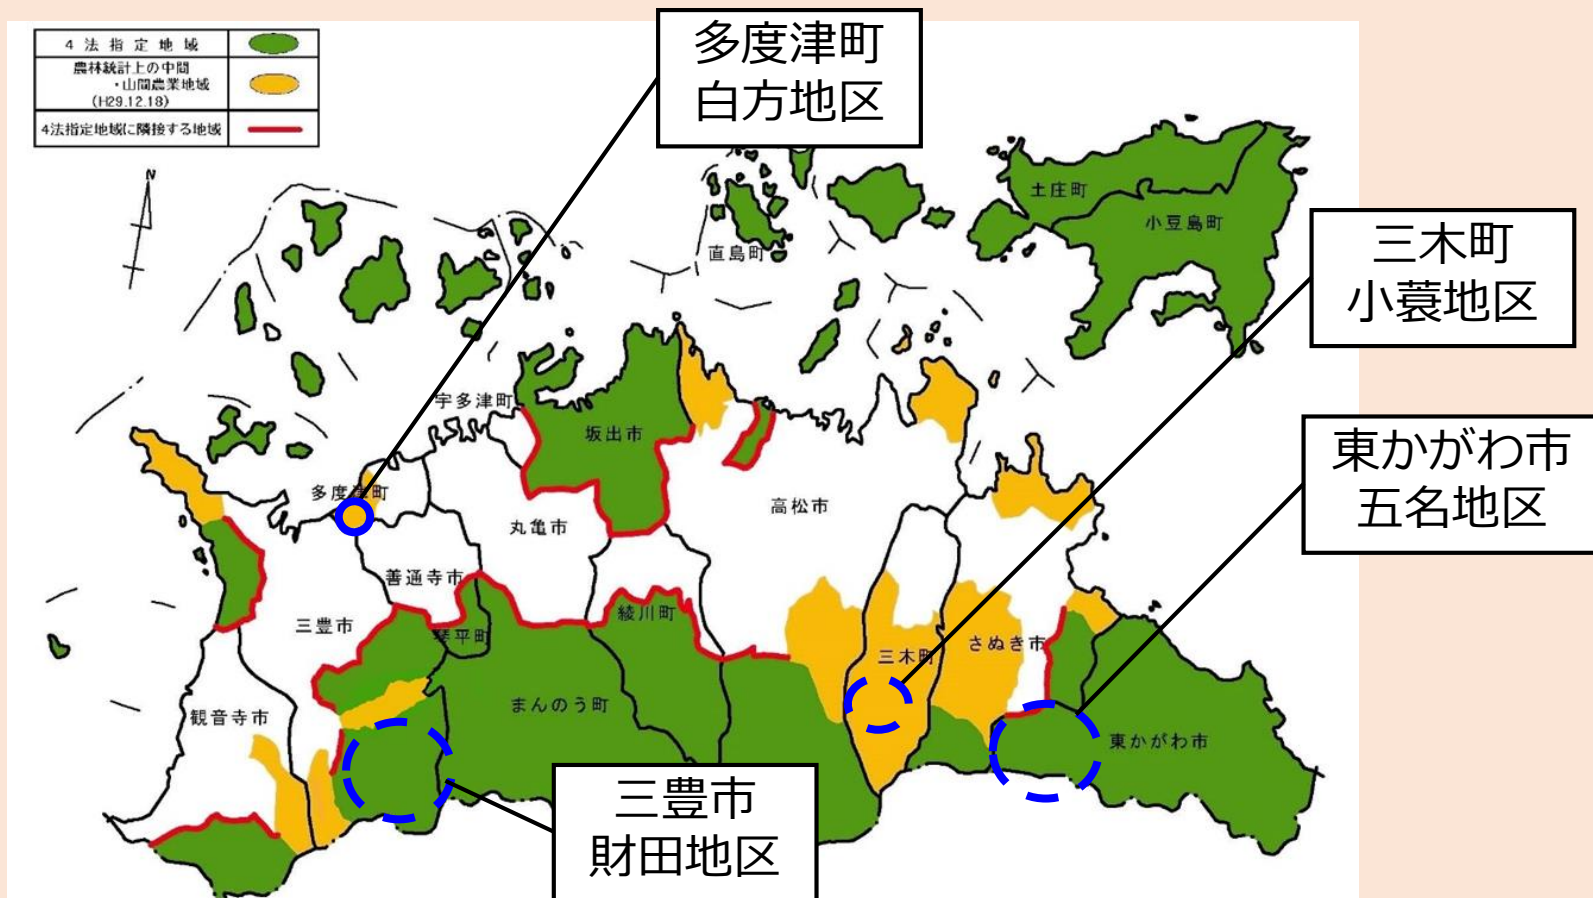 4法指定地域
農林統計上の中間
・山間農業地域
(H29.12.18)
4法指定地域に隣接する地域
N
多度津町
白方地区
三木町
小蓑地区
東かがわ市
五名地区
三豊市
財田地区
土庄町
小豆島町
直島町
宇多津町
坂出市
多度津町
丸亀市
高松市
善通寺市
三豊市
琴平町
綾川町
三木町
さぬき市
観音寺市
まんのう町
東かがわ市